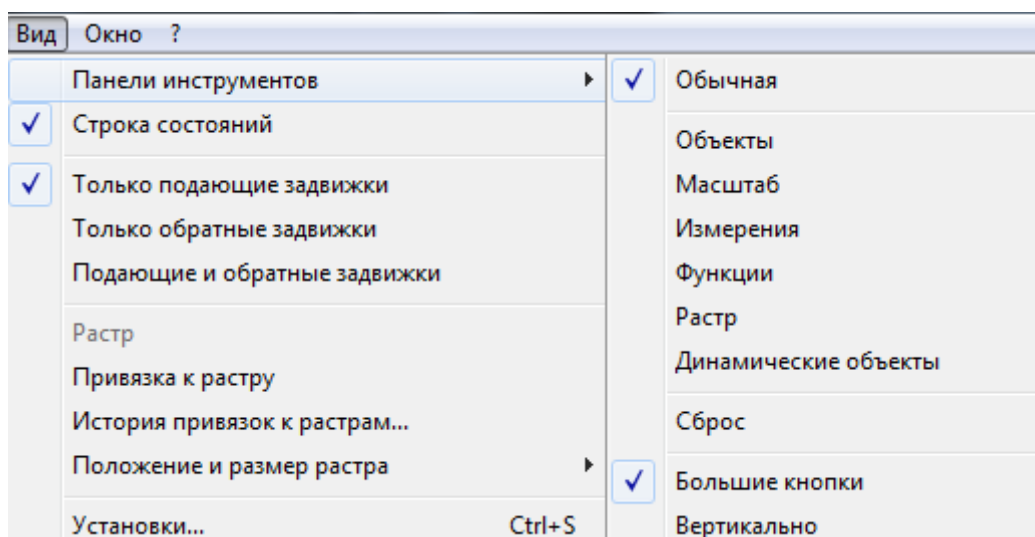 Вид Окно ?
Панели инструментов
Строка состояний
Только подающие задвижки
Только обратные задвижки
Подающие и обратные задвижки
Растр
Привязка к растру
История привязок к растрам...
Положение и размер растра
Установки... Ctrl+S
Обычная
Объекты
Масштаб
Измерения
Функции
Растр
Динамические объекты
Сброс
Большие кнопки
Вертикально